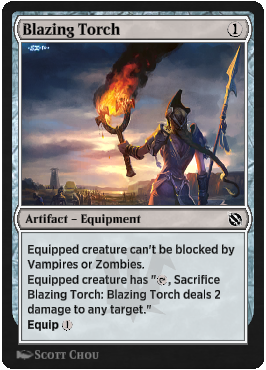 Blazing Torch 1
Artifact – Equipment
Equipped creature can't be blocked by
Vampires or Zombies.
Equipped creature has ", Sacrifice
Blazing Torch: Blazing Torch deals 2
damage to any target."
Equip 1
Scott Chou